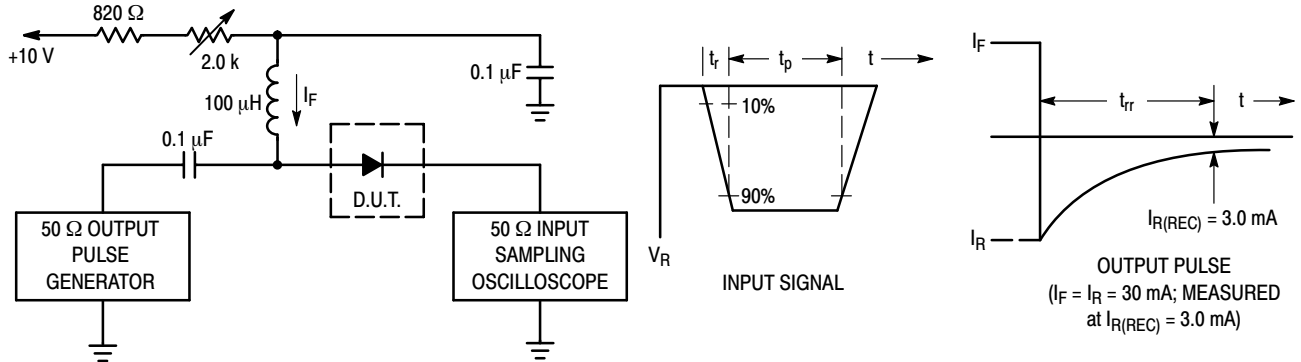 820 Ω
+10 V
2.0 k
100 μH
I_F
0.1 μF
0.1 μF
D.U.T.
50 Ω OUTPUT
PULSE
GENERATOR
50 Ω INPUT
SAMPLING
OSCILLOSCOPE
t_r
t_p
t
10%
90%
V_R
INPUT SIGNAL
I_F
t_rr
t
I_R
I_R(REC) = 3.0 mA
OUTPUT PULSE
(I_F = I_R = 30 mA; MEASURED
at I_R(REC) = 3.0 mA)